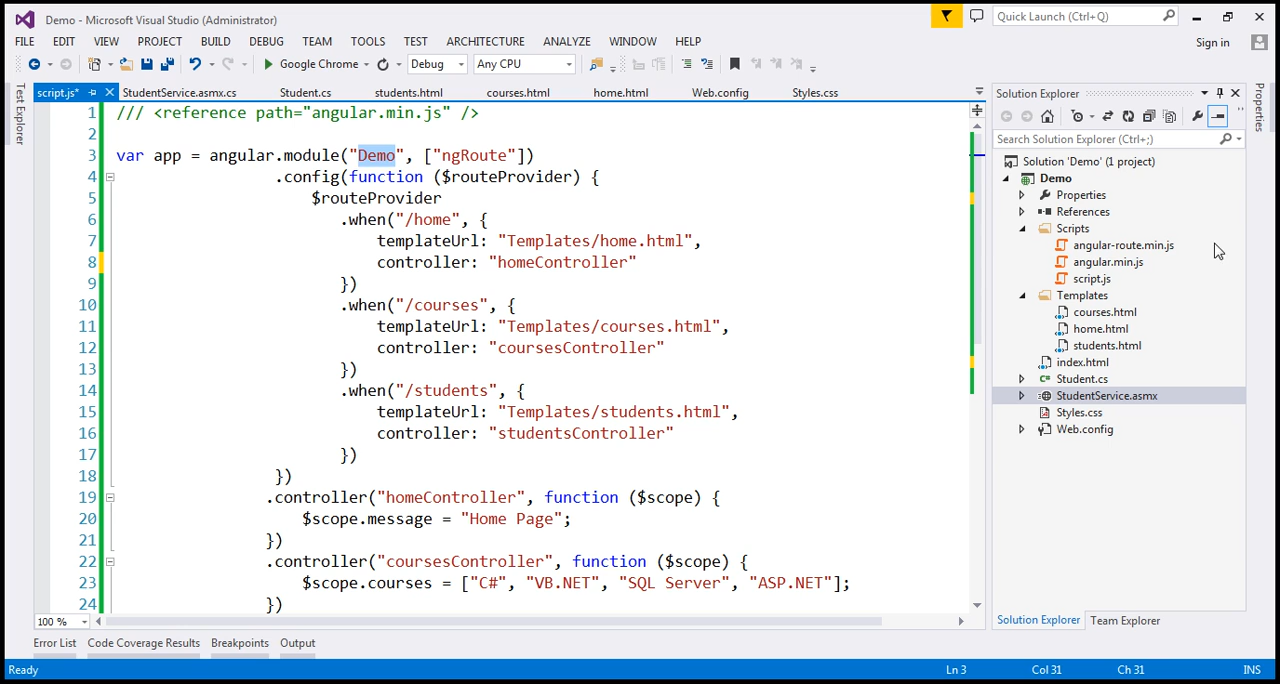 Demo - Microsoft Visual Studio (Administrator)
Quick Launch (Ctrl+Q)
FILE EDIT VIEW PROJECT BUILD DEBUG TEAM TOOLS TEST ARCHITECTURE ANALYZE WINDOW HELP
Sign in
Google Chrome Debug Any CPU
Test Explorer
script.js* StudentService.asmx.cs Student.cs students.html courses.html home.html Web.config Styles.css
1 /// <reference path="angular.min.js" />
2
3 var app = angular.module("Demo", ["ngRoute"])
4 .config(function ($routeProvider) {
5 $routeProvider
6 .when("/home", {
7 templateUrl: "Templates/home.html",
8 controller: "homeController"
9 })
10 .when("/courses", {
11 templateUrl: "Templates/courses.html",
12 controller: "coursesController"
13 })
14 .when("/students", {
15 templateUrl: "Templates/students.html",
16 controller: "studentsController"
17 })
18 })
19 .controller("homeController", function ($scope) {
20 $scope.message = "Home Page";
21 })
22 .controller("coursesController", function ($scope) {
23 $scope.courses = ["C#", "VB.NET", "SQL Server", "ASP.NET"];
24 })
100 %
Solution Explorer
Search Solution Explorer (Ctrl+;)
Solution 'Demo' (1 project)
Demo
Properties
References
Scripts
angular-route.min.js
angular.min.js
script.js
Templates
courses.html
home.html
students.html
index.html
C# Student.cs
StudentService.asmx
Styles.css
Web.config
Solution Explorer Team Explorer
Properties
Error List Code Coverage Results Breakpoints Output
Ready Ln 3 Col 31 Ch 31 INS